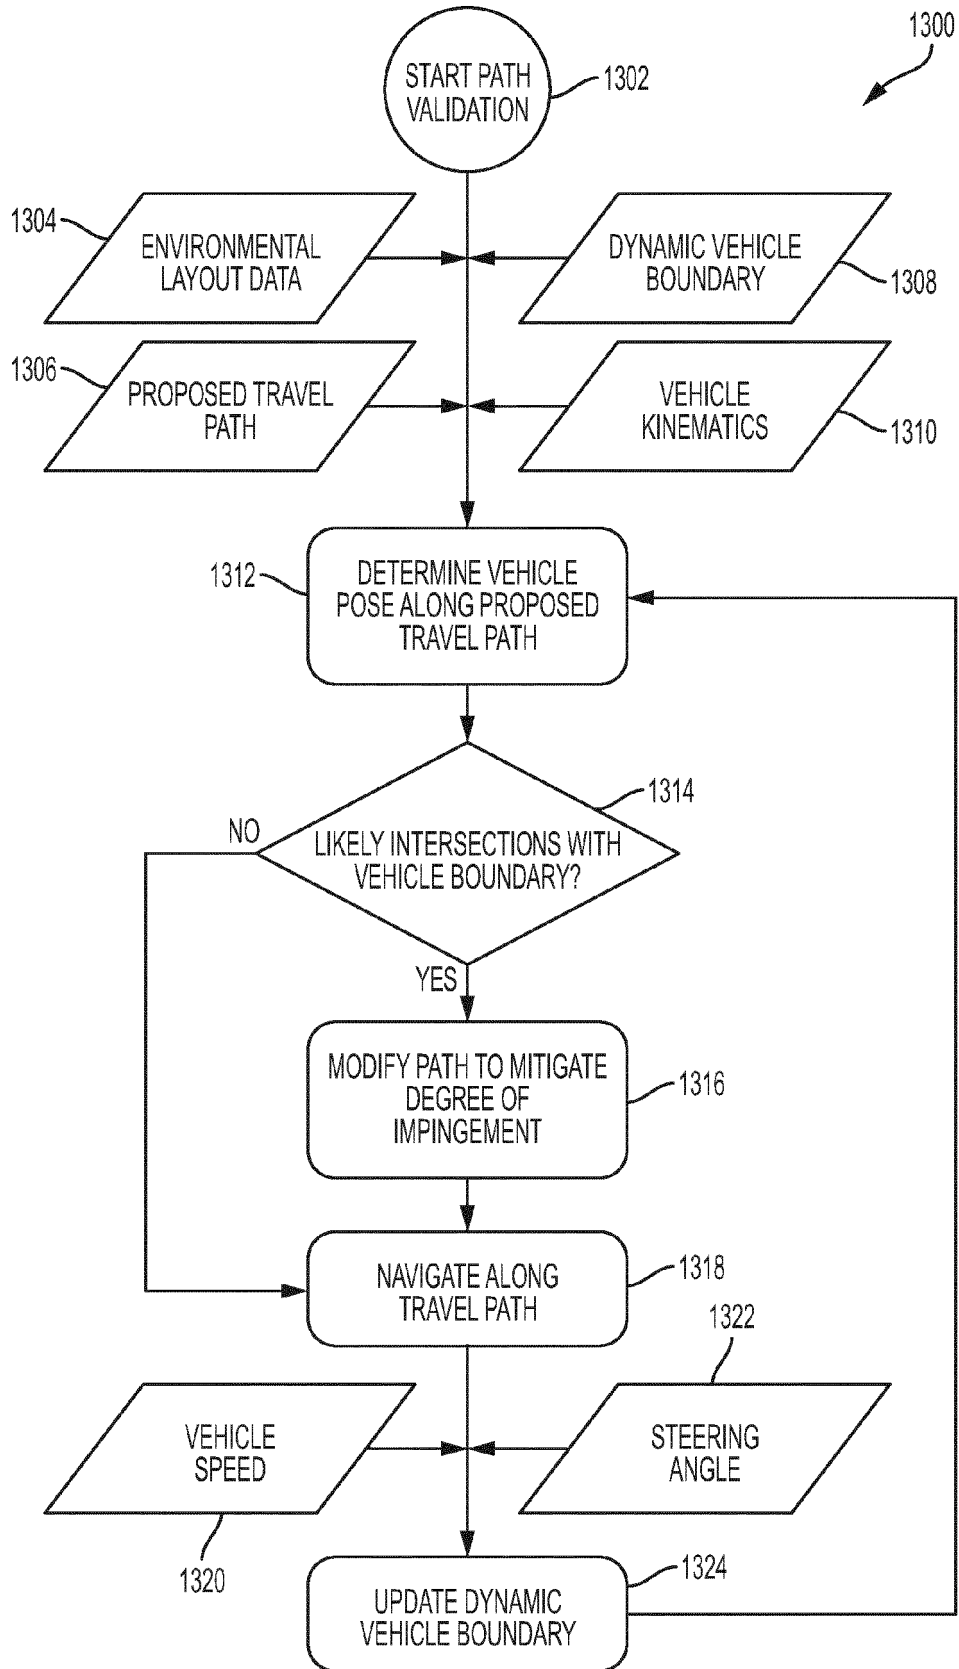 1300
START PATH
VALIDATION
1302
1304
ENVIRONMENTAL
LAYOUT DATA
DYNAMIC VEHICLE
BOUNDARY
1308
1306
PROPOSED TRAVEL
PATH
VEHICLE
KINEMATICS
1310
1312
DETERMINE VEHICLE
POSE ALONG PROPOSED
TRAVEL PATH
1314
NO
LIKELY INTERSECTIONS WITH
VEHICLE BOUNDARY?
YES
MODIFY PATH TO MITIGATE
DEGREE OF
IMPINGEMENT
1316
NAVIGATE ALONG
TRAVEL PATH
1318
1322
VEHICLE
SPEED
STEERING
ANGLE
1320
1324
UPDATE DYNAMIC
VEHICLE BOUNDARY